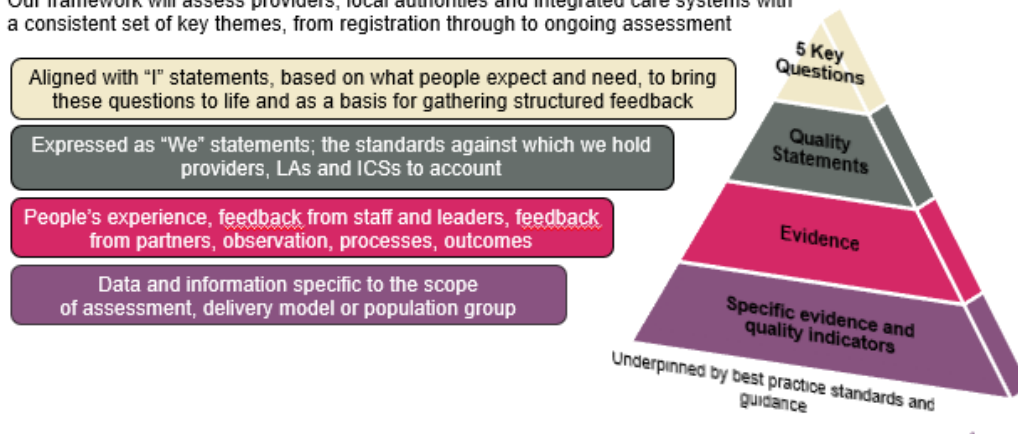 Our framework will assess providers, local authorities and integrated care systems with
a consistent set of key themes, from registration through to ongoing assessment
Aligned with “I” statements, based on what people expect and need, to bring
these questions to life and as a basis for gathering structured feedback
Expressed as “We” statements; the standards against which we hold
providers, LAs and ICSs to account
People’s experience, feedback from staff and leaders, feedback
from partners, observation, processes, outcomes
Data and information specific to the scope
of assessment, delivery model or population group
5 Key
Questions
Quality
Statements
Evidence
Specific evidence and
quality indicators
Underpinned by best practice standards and
guidance